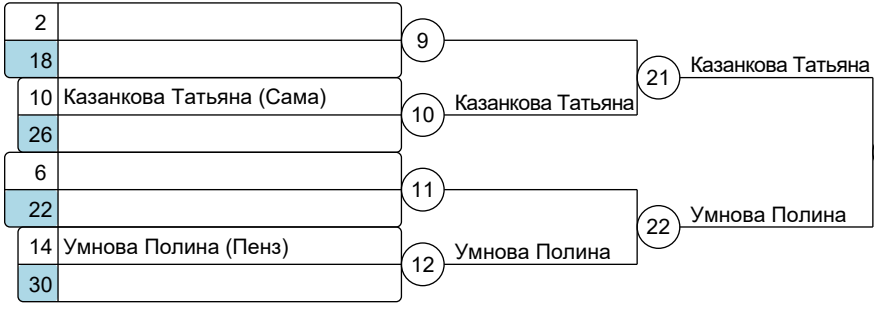 2
9
18
21 Казанкова Татьяна
10 Казанкова Татьяна (Сама)
10 Казанкова Татьяна
26
6
11
22
22 Умнова Полина
14 Умнова Полина (Пенз)
12 Умнова Полина
30